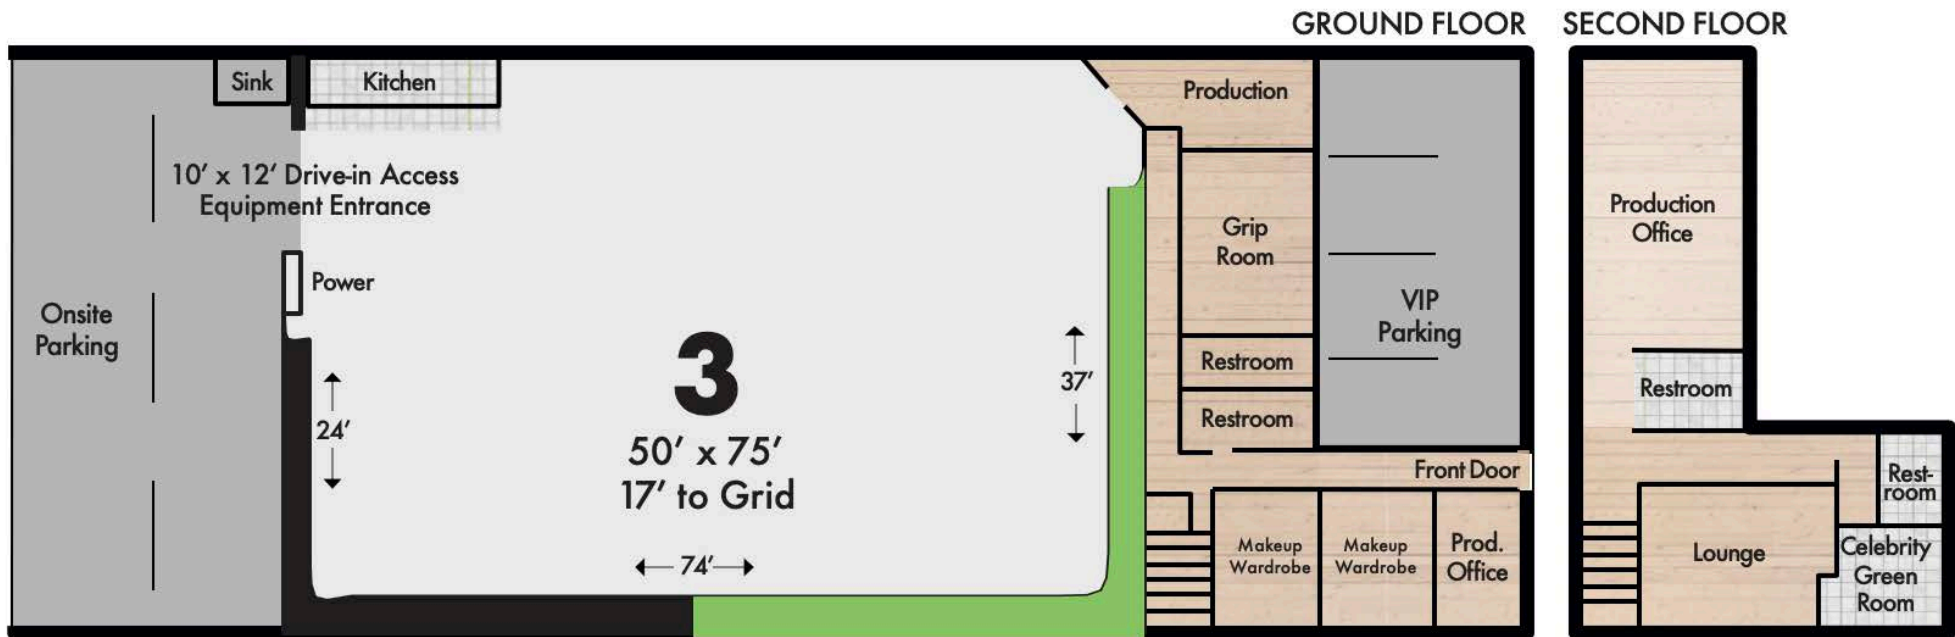 GROUND FLOOR
SECOND FLOOR
Sink
Kitchen
Production
10’ x 12’ Drive-in Access
Equipment Entrance
Power
Onsite
Parking
24’
3
50’ x 75’
17’ to Grid
74’
37’
Grip
Room
Restroom
Restroom
VIP
Parking
Front Door
Makeup
Wardrobe
Makeup
Wardrobe
Prod.
Office
Production
Office
Restroom
Rest-
room
Lounge
Celebrity
Green
Room